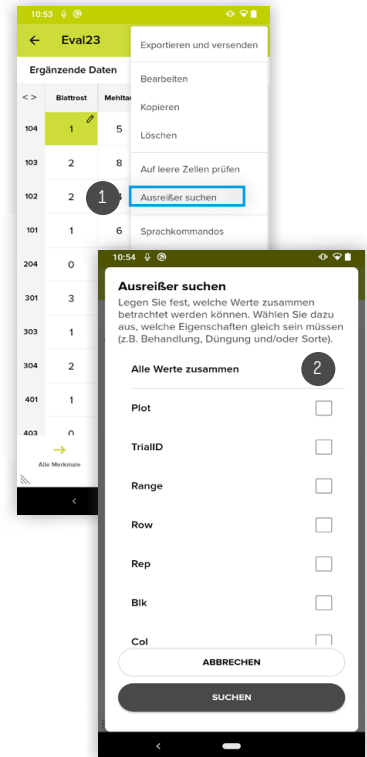 10:53
Eval23
Exportieren und versenden
Ergänzende Daten
Bearbeiten
< > Blattrost
Kopieren
104 1 5
Löschen
103 2 8
Auf leere Zellen prüfen
102 2 1 Ausreißer suchen
101 1 6 Sprachkommandos
204 0
301 3
303 1
304 2
401 1
403 0
Alle Merkmale
10:54
Ausreißer suchen
Legen Sie fest, welche Werte zusammen
betrachtet werden können. Wählen Sie dazu
aus, welche Eigenschaften gleich sein müssen
(z.B. Behandlung, Düngung und/oder Sorte).
Alle Werte zusammen 2
Plot
TrialID
Range
Row
Rep
Blk
Col
ABBRECHEN
SUCHEN